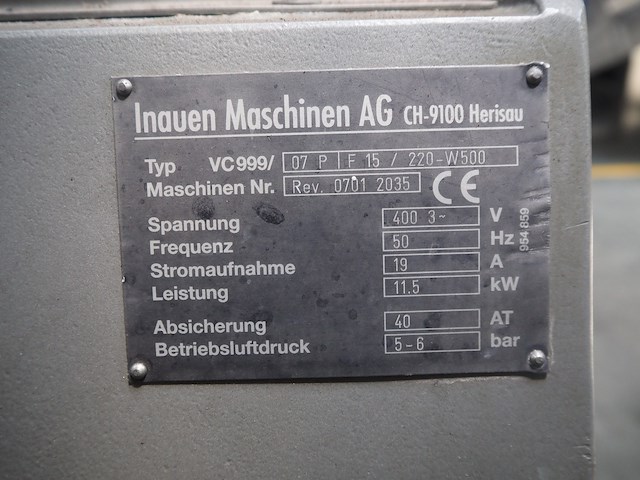 Inauen Maschinen AG CH-9100 Herisau
Typ VC999/ 07 P F 15 / 220-W500
Maschinen Nr. Rev. 0701 2035 CE
Spannung 400 3~ V
Frequenz 50 Hz
Stromaufnahme 19 A
Leistung 11.5 kW
Absicherung 40 AT
Betriebsluftdruck 5-6 bar
954 859